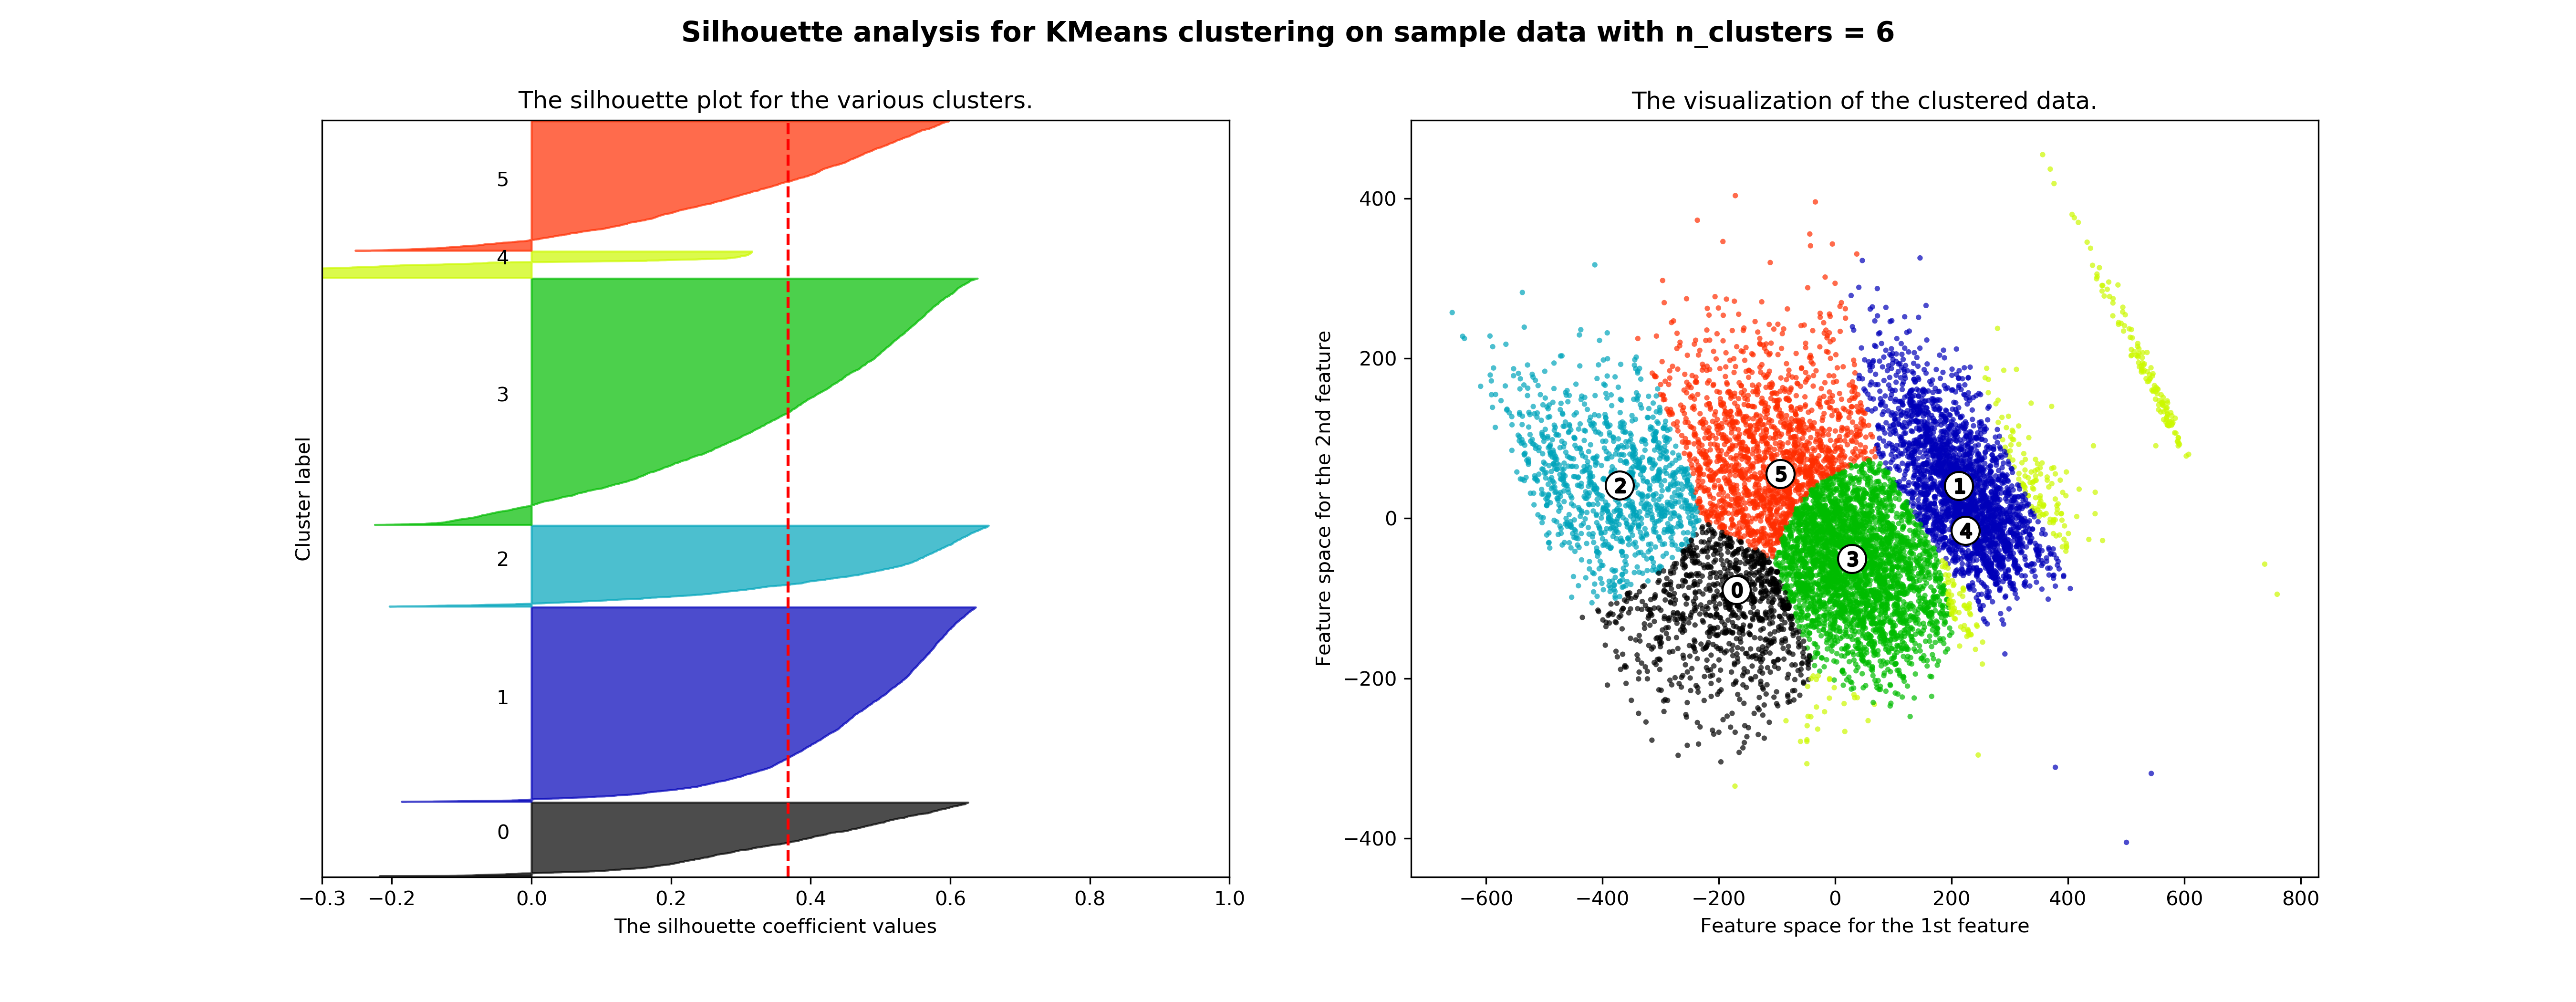 Silhouette analysis for KMeans clustering on sample data with n_clusters = 6
The silhouette plot for the various clusters.
Cluster label
5
4
3
2
1
0
−0.3 −0.2 0.0 0.2 0.4 0.6 0.8 1.0
The silhouette coefficient values
The visualization of the clustered data.
Feature space for the 2nd feature
400
200
0
−200
−400
5
2
1
4
3
0
−600 −400 −200 0 200 400 600 800
Feature space for the 1st feature